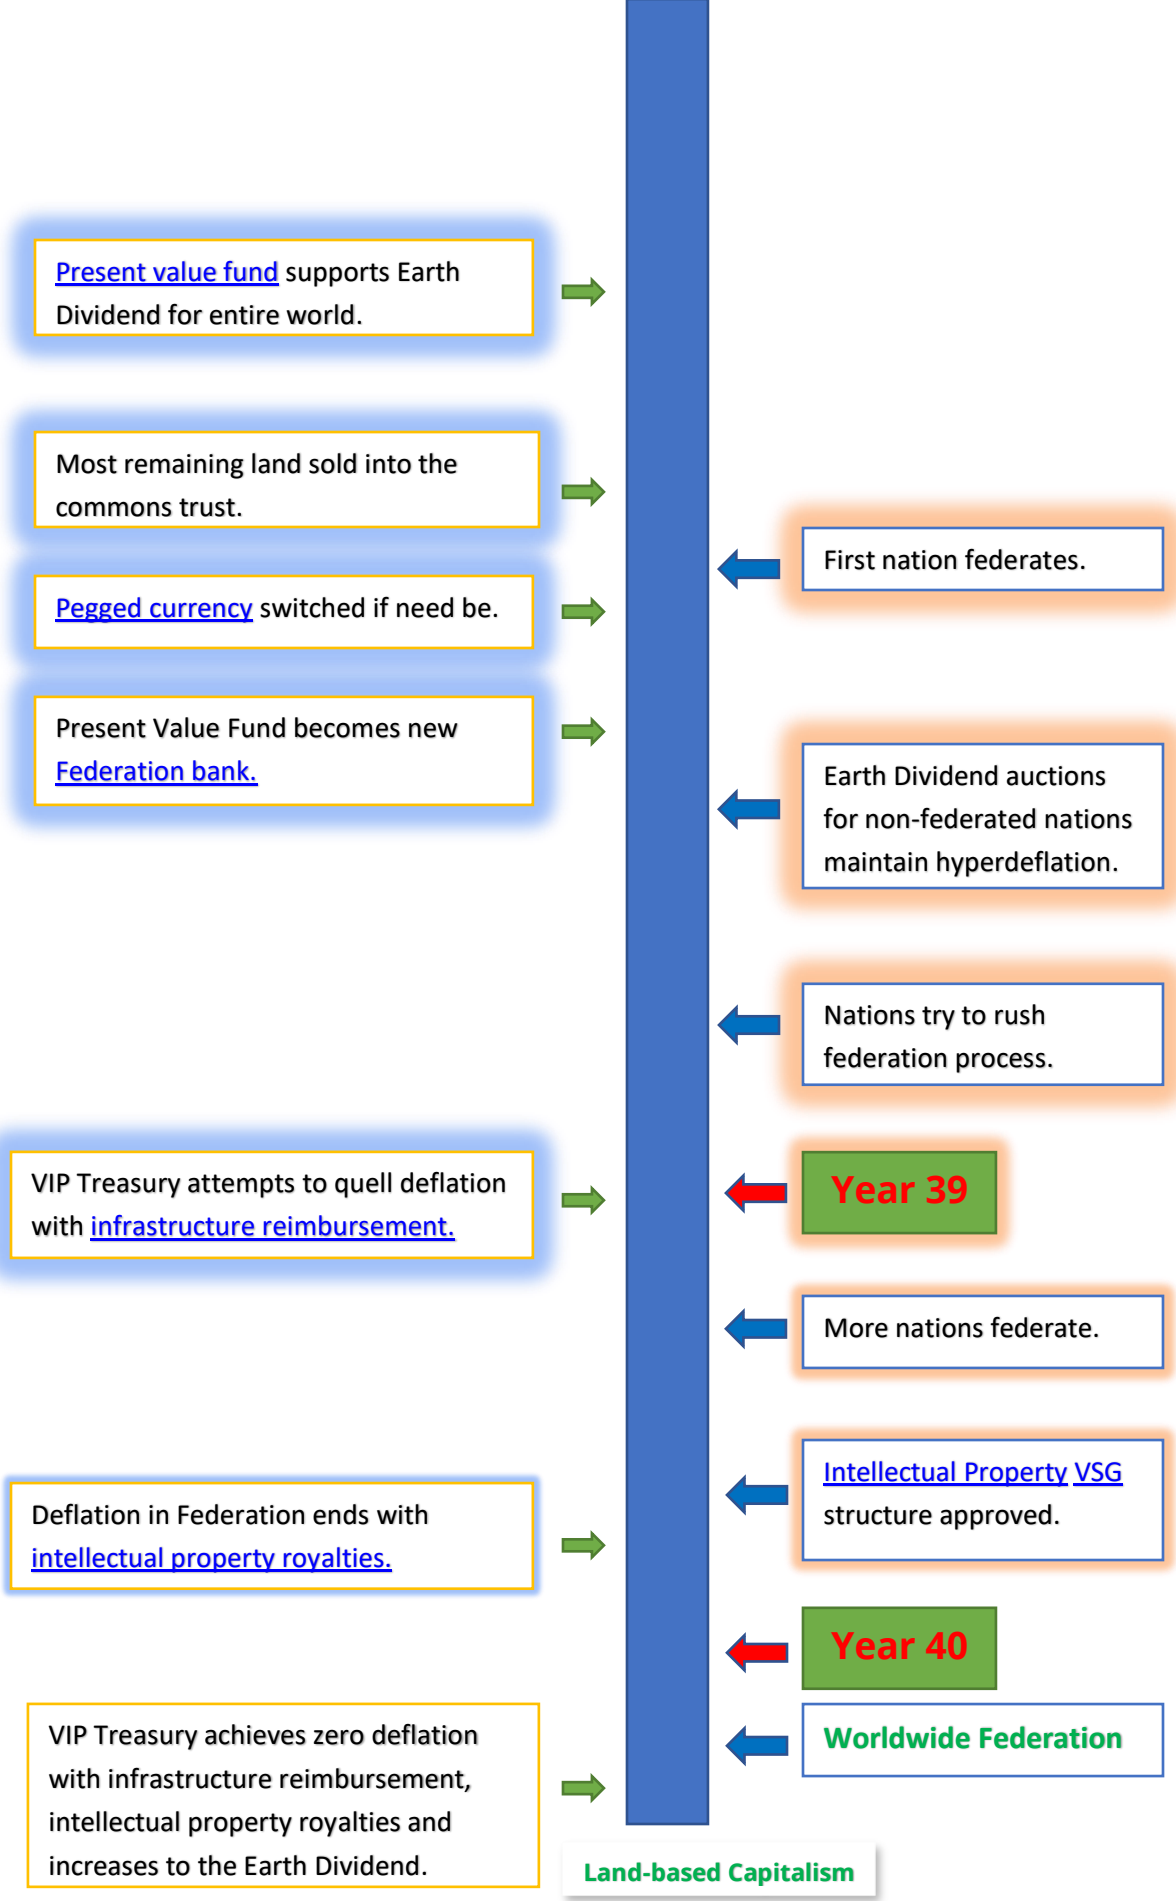 Present value fund supports Earth
Dividend for entire world.
Most remaining land sold into the
commons trust.
First nation federates.
Pegged currency switched if need be.
Present Value Fund becomes new
Federation bank.
Earth Dividend auctions
for non-federated nations
maintain hyperdeflation.
Nations try to rush
federation process.
VIP Treasury attempts to quell deflation
with infrastructure reimbursement.
Year 39
More nations federate.
Intellectual Property VSG
structure approved.
Deflation in Federation ends with
intellectual property royalties.
Year 40
Worldwide Federation
VIP Treasury achieves zero deflation
with infrastructure reimbursement,
intellectual property royalties and
increases to the Earth Dividend.
Land-based Capitalism